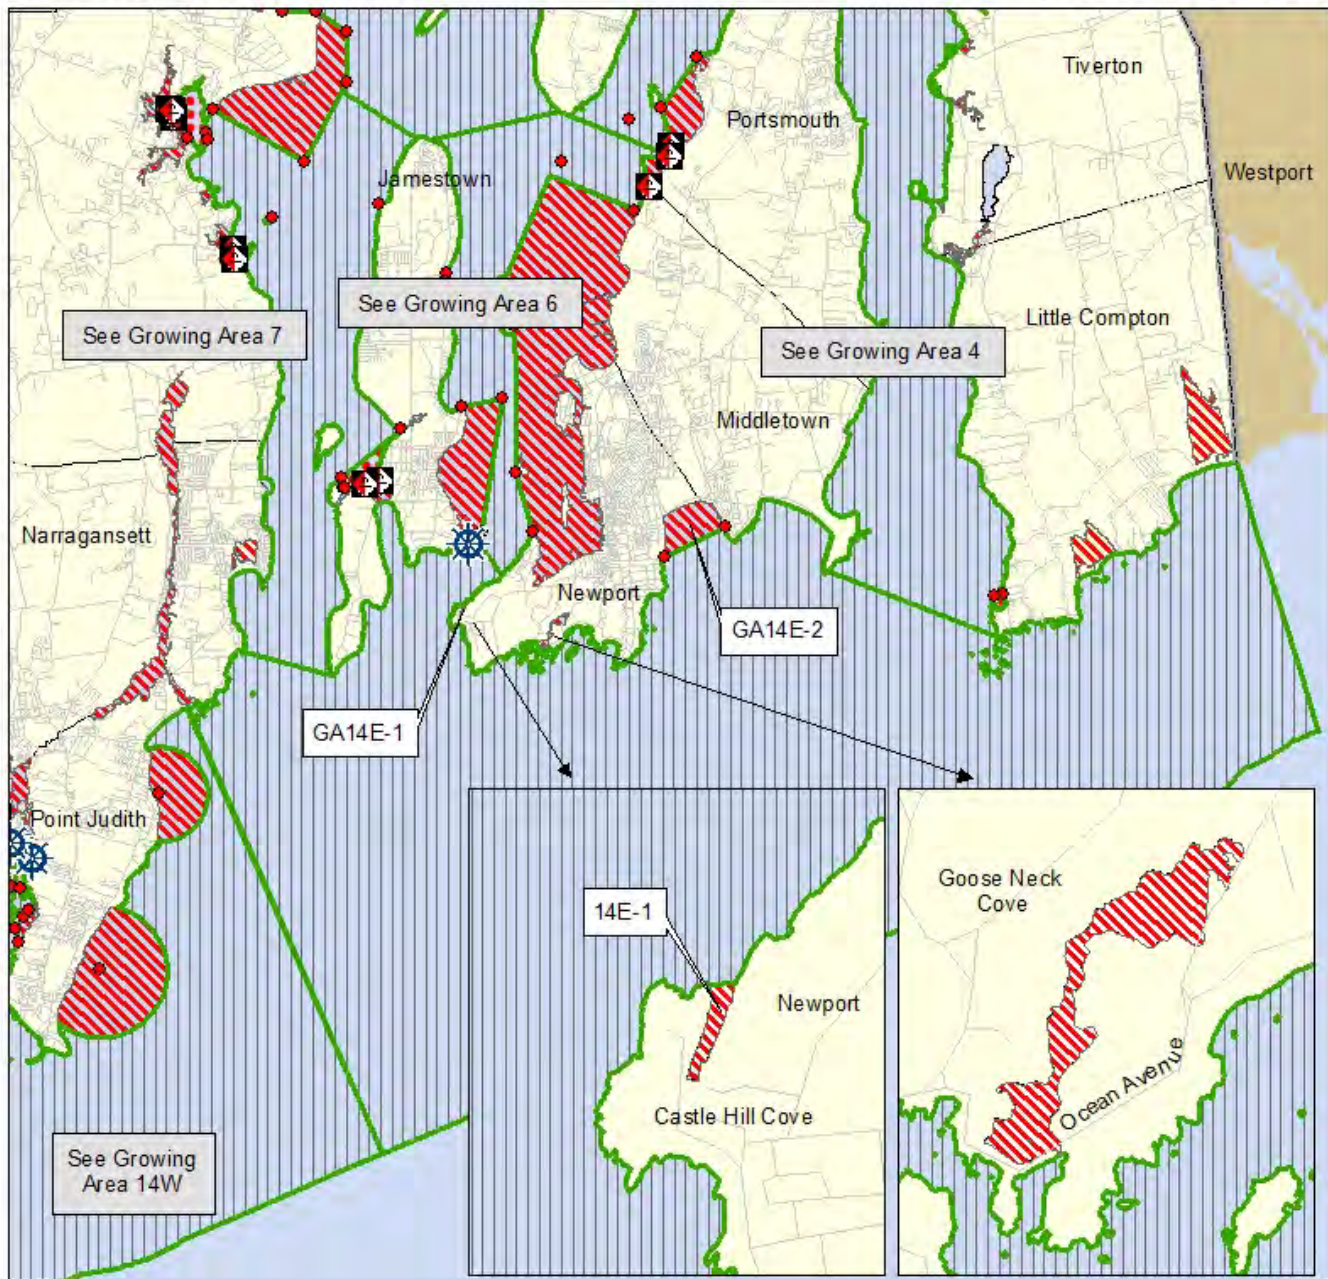 Tiverton
Portsmouth
Westport
Jamestown
See Growing Area 6
See Growing Area 7
Little Compton
See Growing Area 4
Middletown
Narragansett
Newport
GA14E-2
GA14E-1
Point Judith
Goose Neck
Cove
14E-1
Newport
Ocean Avenue
Castle Hill Cove
See Growing
Area 14W